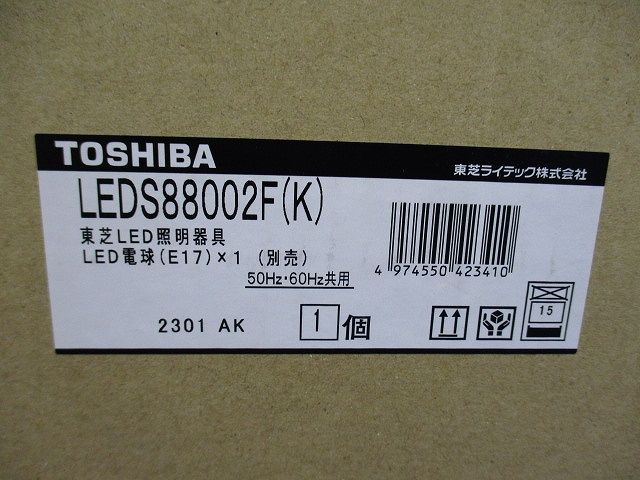 TOSHIBA
東芝ライテック株式会社
LEDS88002F(K)
東芝LED照明器具
LED電球(E17)×1 (別売)
50Hz・60Hz共用
4 974550 423410
2301 AK
1 個
15